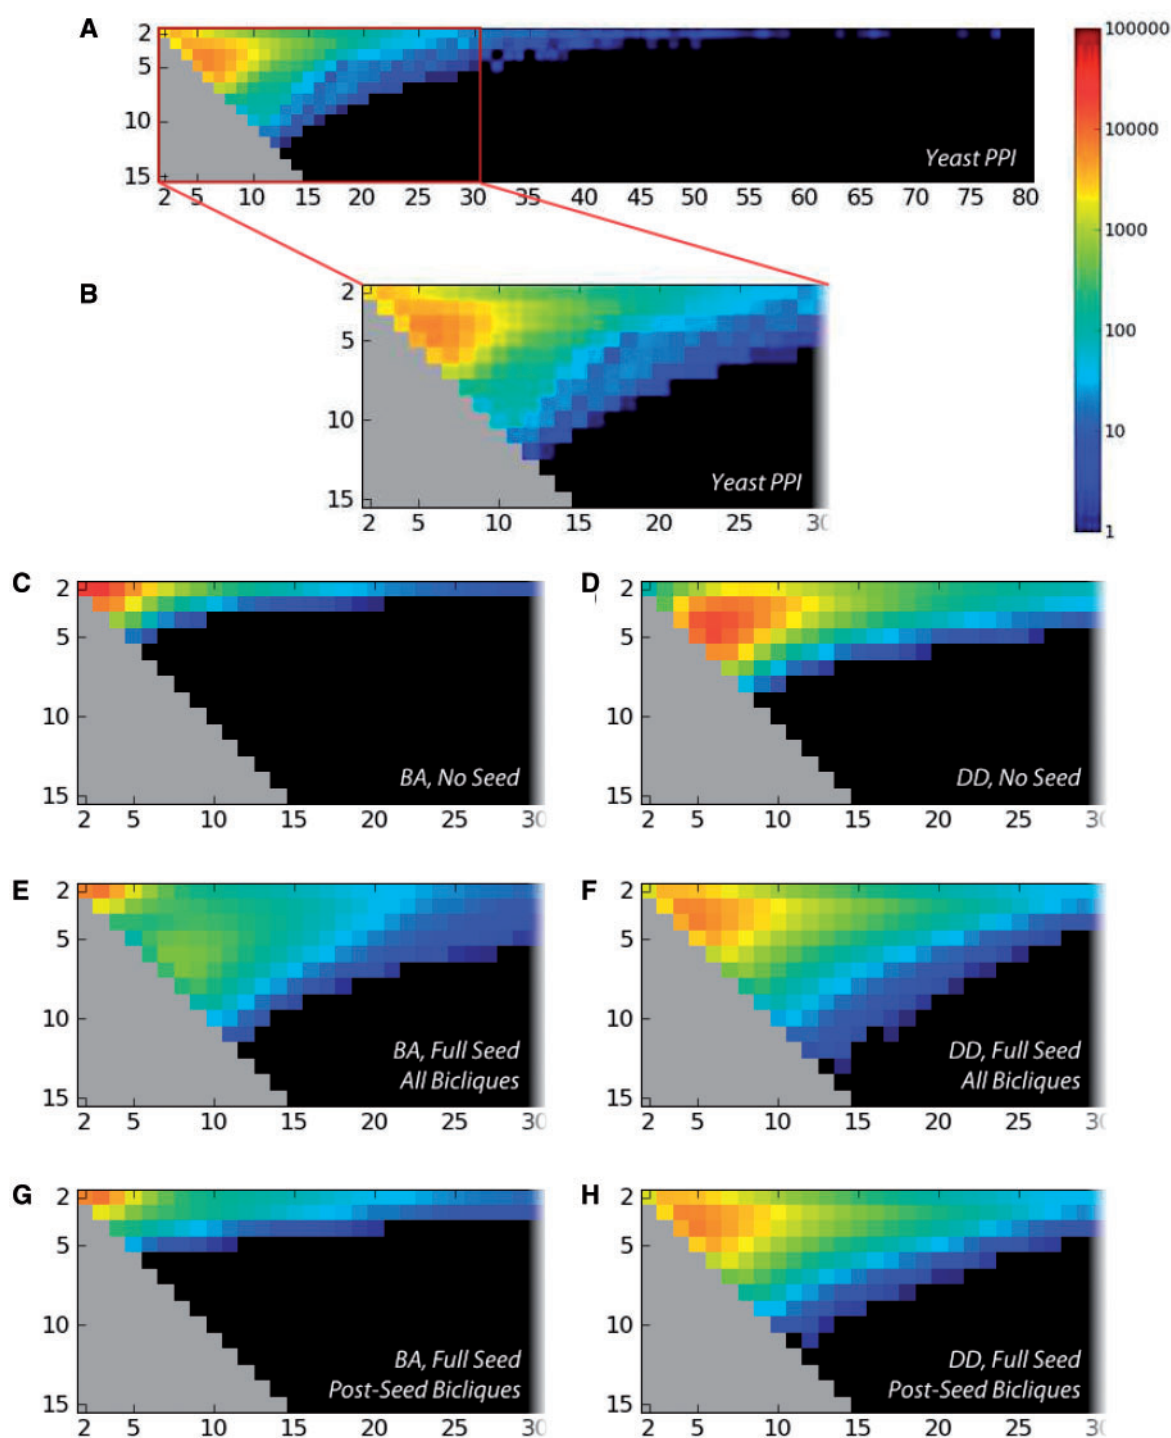 A
2
5
10
15
Yeast PPI
2 5 10 15 20 25 30 35 40 45 50 55 60 65 70 75 80
100000
10000
1000
100
10
1
B
2
5
10
15
Yeast PPI
2 5 10 15 20 25 30
C
2
5
10
15
BA, No Seed
2 5 10 15 20 25 30
D
2
5
10
15
DD, No Seed
2 5 10 15 20 25 30
E
2
5
10
15
BA, Full Seed
All Bicliques
2 5 10 15 20 25 30
F
2
5
10
15
DD, Full Seed
All Bicliques
2 5 10 15 20 25 30
G
2
5
10
15
BA, Full Seed
Post-Seed Bicliques
2 5 10 15 20 25 30
H
2
5
10
15
DD, Full Seed
Post-Seed Bicliques
2 5 10 15 20 25 30